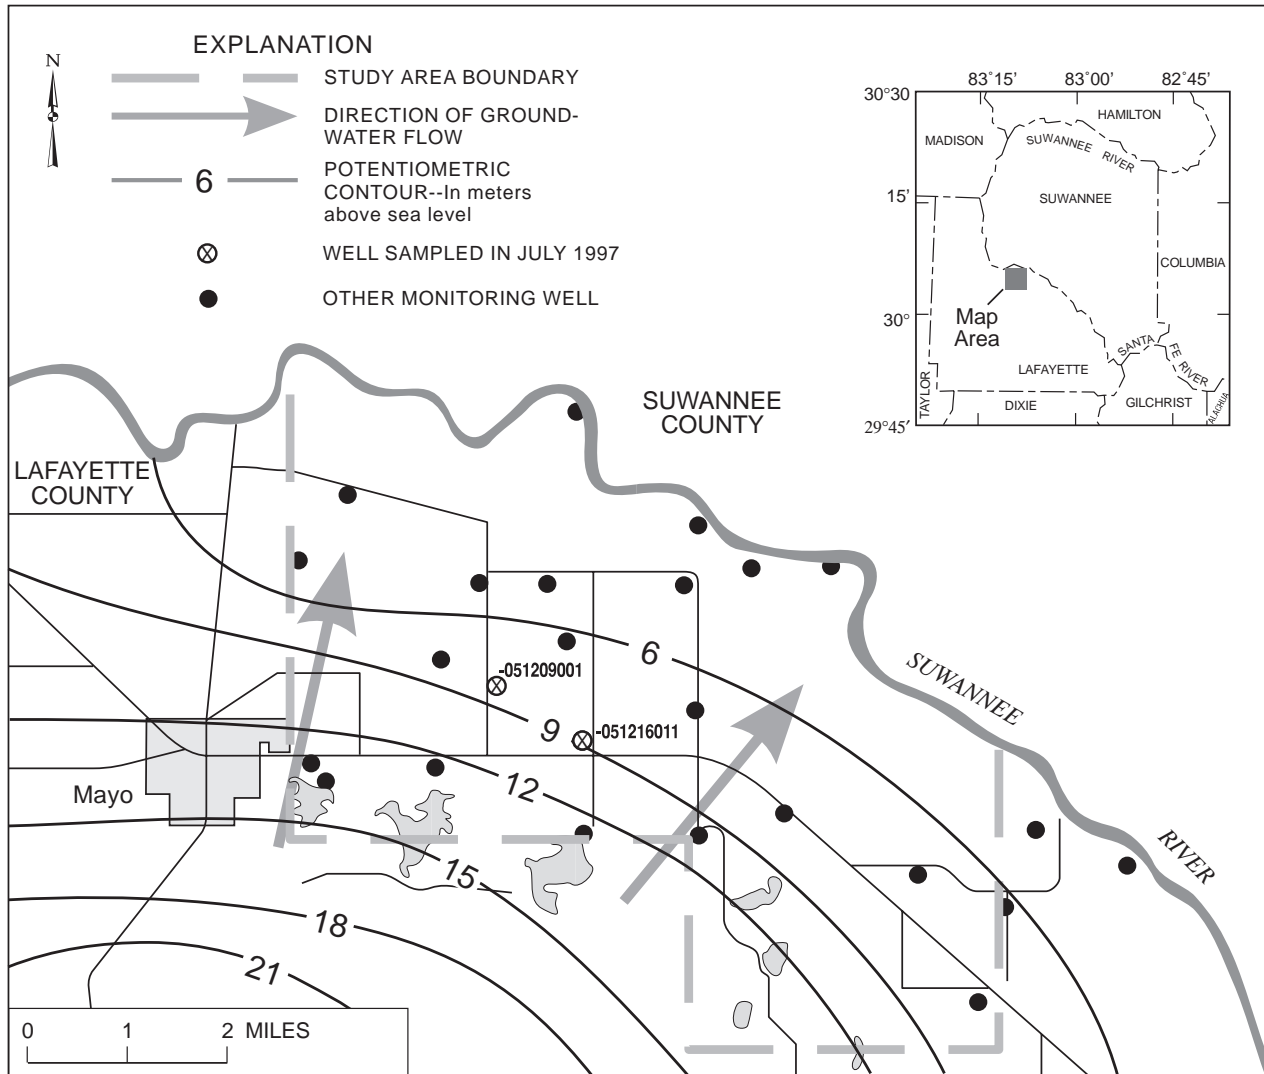 EXPLANATION
N
STUDY AREA BOUNDARY
DIRECTION OF GROUND-
WATER FLOW
6
POTENTIOMETRIC
CONTOUR--In meters
above sea level
WELL SAMPLED IN JULY 1997
OTHER MONITORING WELL
83°15'
83°00'
82°45'
30°30'
15'
30°
29°45'
MADISON
HAMILTON
SUWANNEE
RIVER
SUWANNEE
COLUMBIA
Map
Area
SANTA
FE RIVER
LAFAYETTE
TAYLOR
DIXIE
GILCHRIST
ALACHUA
SUWANNEE
COUNTY
LAFAYETTE
COUNTY
6
-051209001
-051216011
9
12
15
18
21
Mayo
SUWANNEE
RIVER
0
1
2 MILES